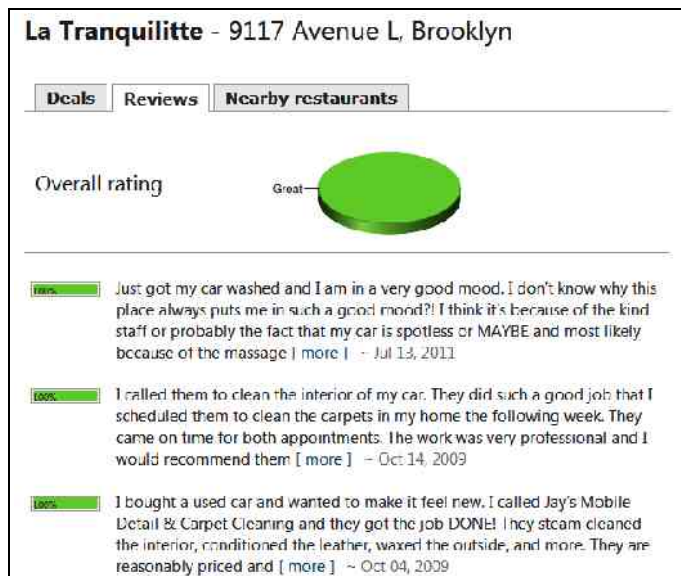 La Tranquilitte - 9117 Avenue L, Brooklyn
Deals Reviews Nearby restaurants
Overall rating
Great
100% Just got my car washed and I am in a very good mood. I don't know why this
place always puts me in such a good mood?! I think it's because of the kind
staff or probably the fact that my car is spotless or MAYBE and most likely
because of the massage [ more ] ~ Jul 13, 2011
100% I called them to clean the interior of my car. They did such a good job that I
scheduled them to clean the carpets in my home the following week. They
came on time for both appointments. The work was very professional and I
would recommend them [ more ] ~ Oct 14, 2009
100% I bought a used car and wanted to make it feel new. I called Jay's Mobile
Detail & Carpet Cleaning and they got the job DONE! They steam cleaned
the interior, conditioned the leather, waxed the outside, and more. They are
reasonably priced and [ more ] ~ Oct 04, 2009